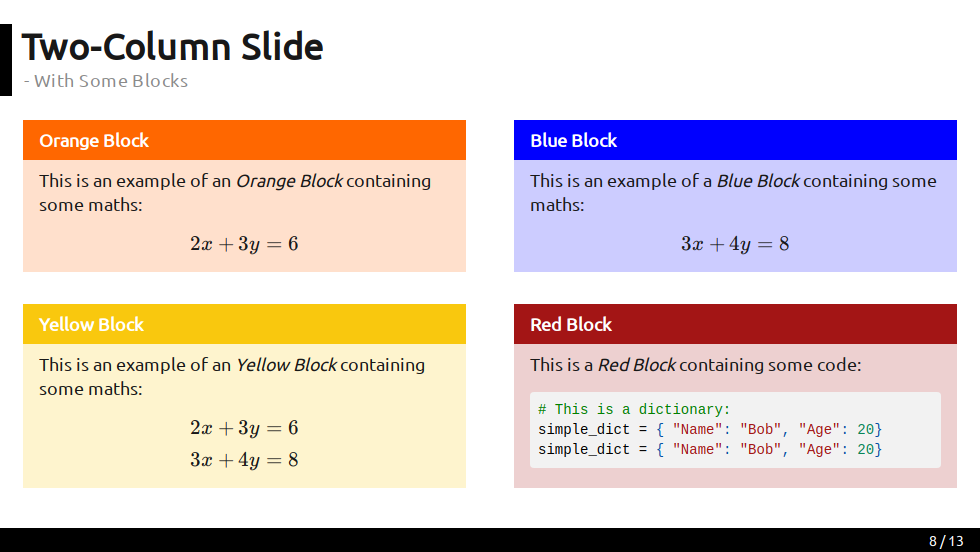 Two-Column Slide
- With Some Blocks
Orange Block
This is an example of an Orange Block containing
some maths:
2x + 3y = 6
Yellow Block
This is an example of an Yellow Block containing
some maths:
2x + 3y = 6
3x + 4y = 8
Blue Block
This is an example of a Blue Block containing some
maths:
3x + 4y = 8
Red Block
This is a Red Block containing some code:
# This is a dictionary:
simple_dict = { "Name": "Bob", "Age": 20}
simple_dict = { "Name": "Bob", "Age": 20}
8 / 13